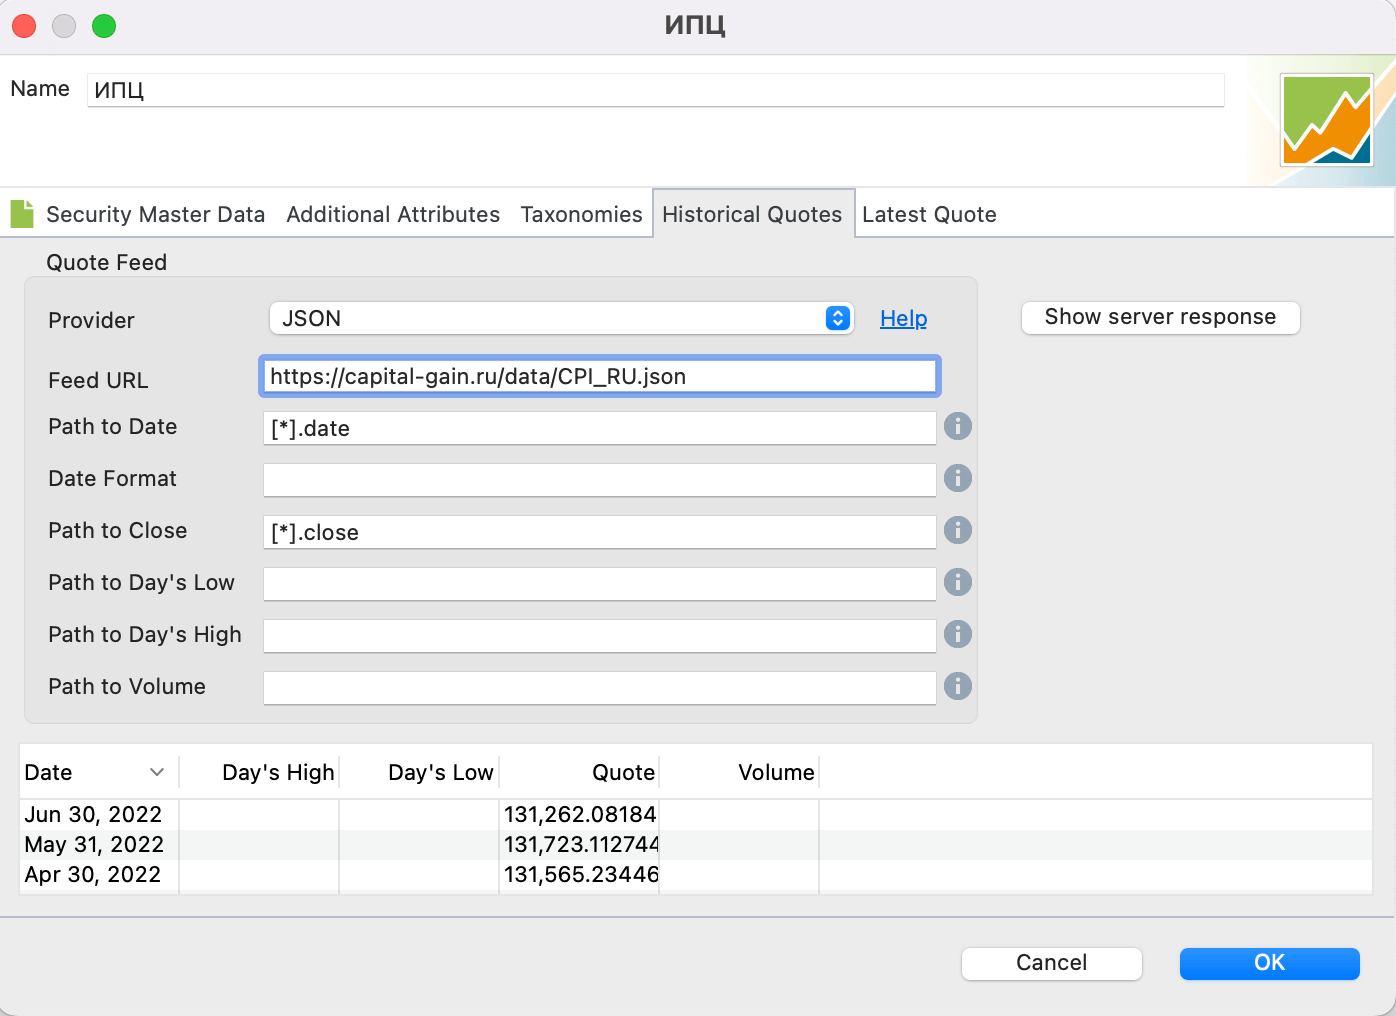 ИПЦ
Name ИПЦ
Security Master Data Additional Attributes Taxonomies Historical Quotes Latest Quote
Quote Feed
Provider JSON Help Show server response
Feed URL https://capital-gain.ru/data/CPI_RU.json
Path to Date [*].date
Date Format
Path to Close [*].close
Path to Day's Low
Path to Day's High
Path to Volume
Date Day's High Day's Low Quote Volume
Jun 30, 2022 131,262.08184
May 31, 2022 131,723.112744
Apr 30, 2022 131,565.23446
Cancel OK